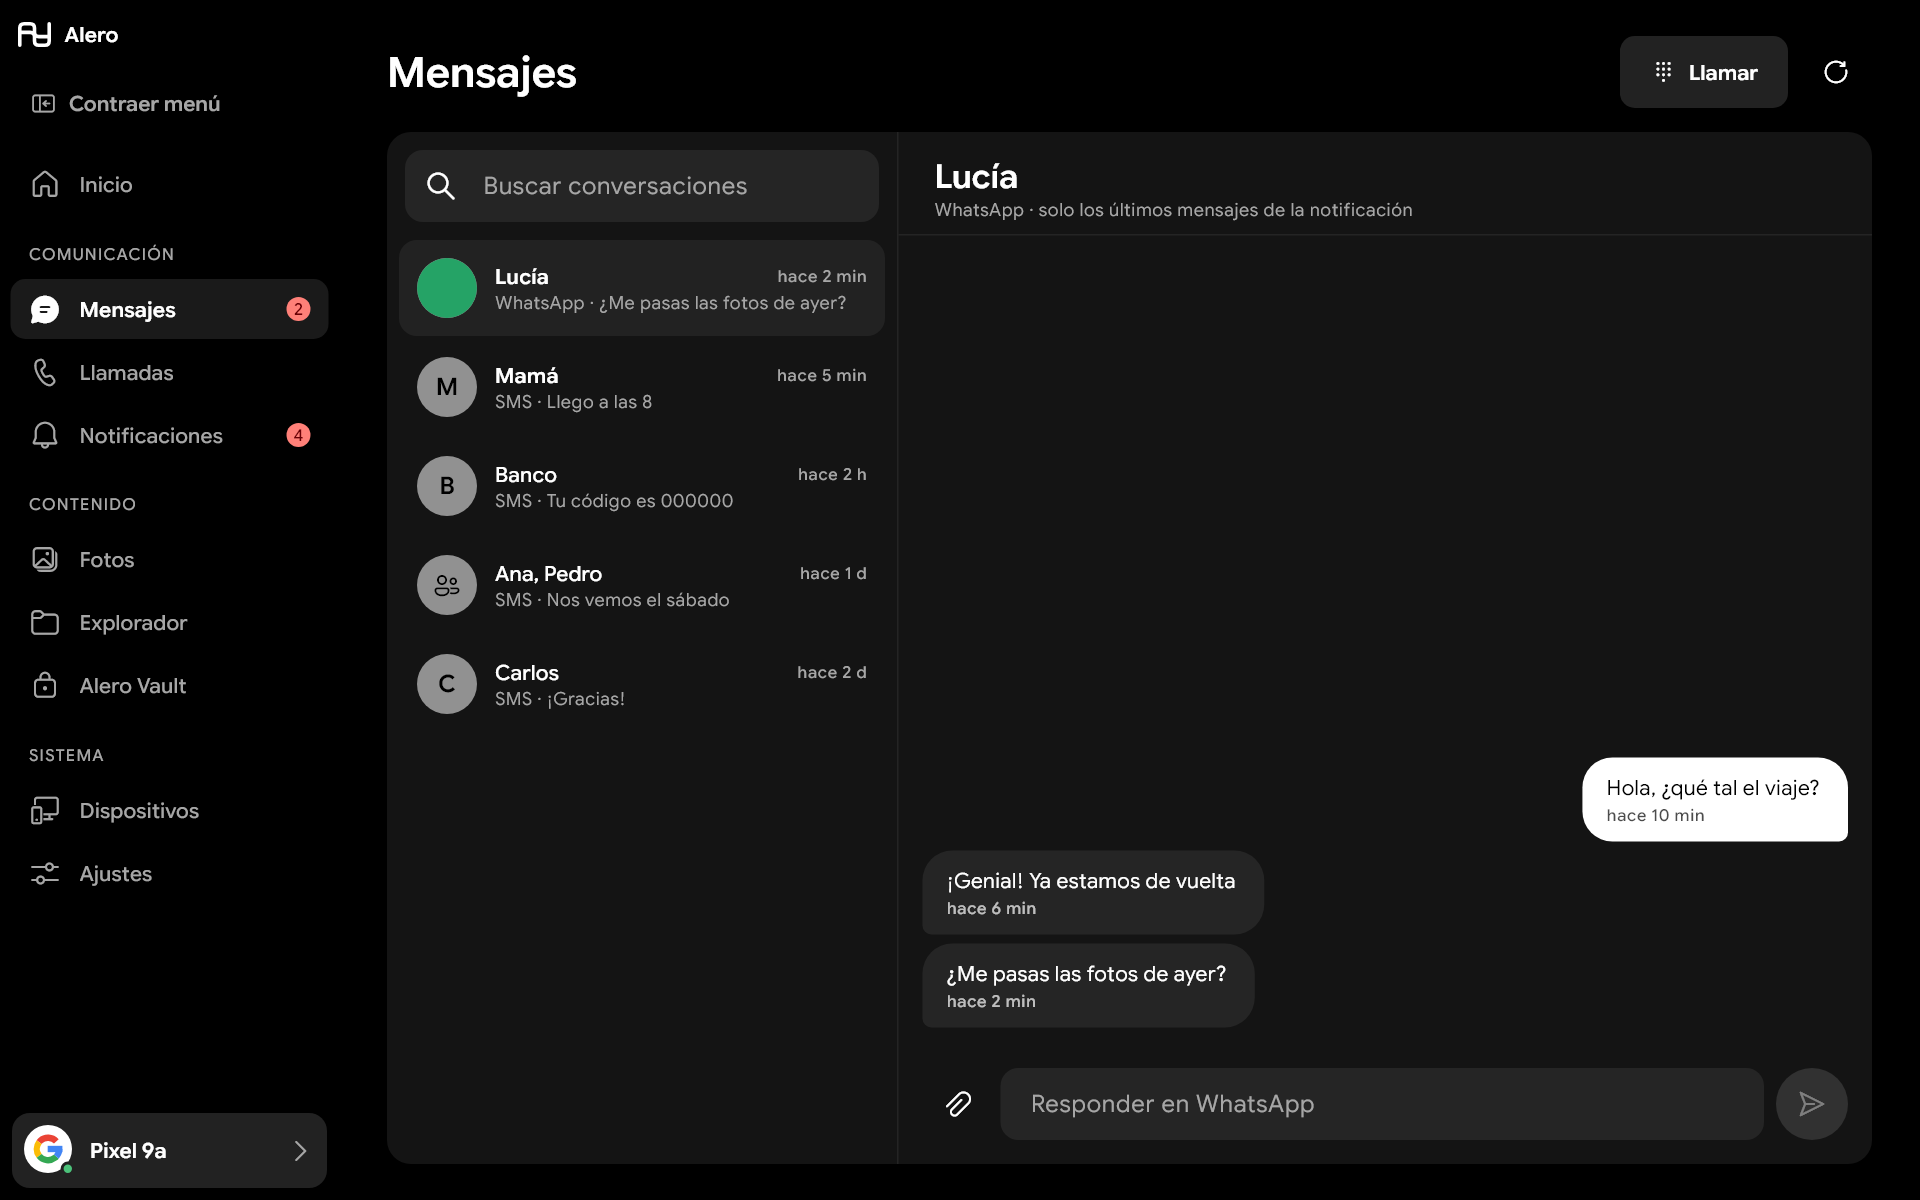 Alero
Contraer menú
Inicio
COMUNICACIÓN
Mensajes 2
Llamadas
Notificaciones 4
CONTENIDO
Fotos
Explorador
Alero Vault
SISTEMA
Dispositivos
Ajustes
Pixel 9a
Mensajes
Llamar
Buscar conversaciones
Lucía hace 2 min
WhatsApp · ¿Me pasas las fotos de ayer?
M
Mamá hace 5 min
SMS · Llego a las 8
B
Banco hace 2 h
SMS · Tu código es 000000
Ana, Pedro hace 1 d
SMS · Nos vemos el sábado
C
Carlos hace 2 d
SMS · ¡Gracias!
Lucía
WhatsApp · solo los últimos mensajes de la notificación
Hola, ¿qué tal el viaje?
hace 10 min
¡Genial! Ya estamos de vuelta
hace 6 min
¿Me pasas las fotos de ayer?
hace 2 min
Responder en WhatsApp